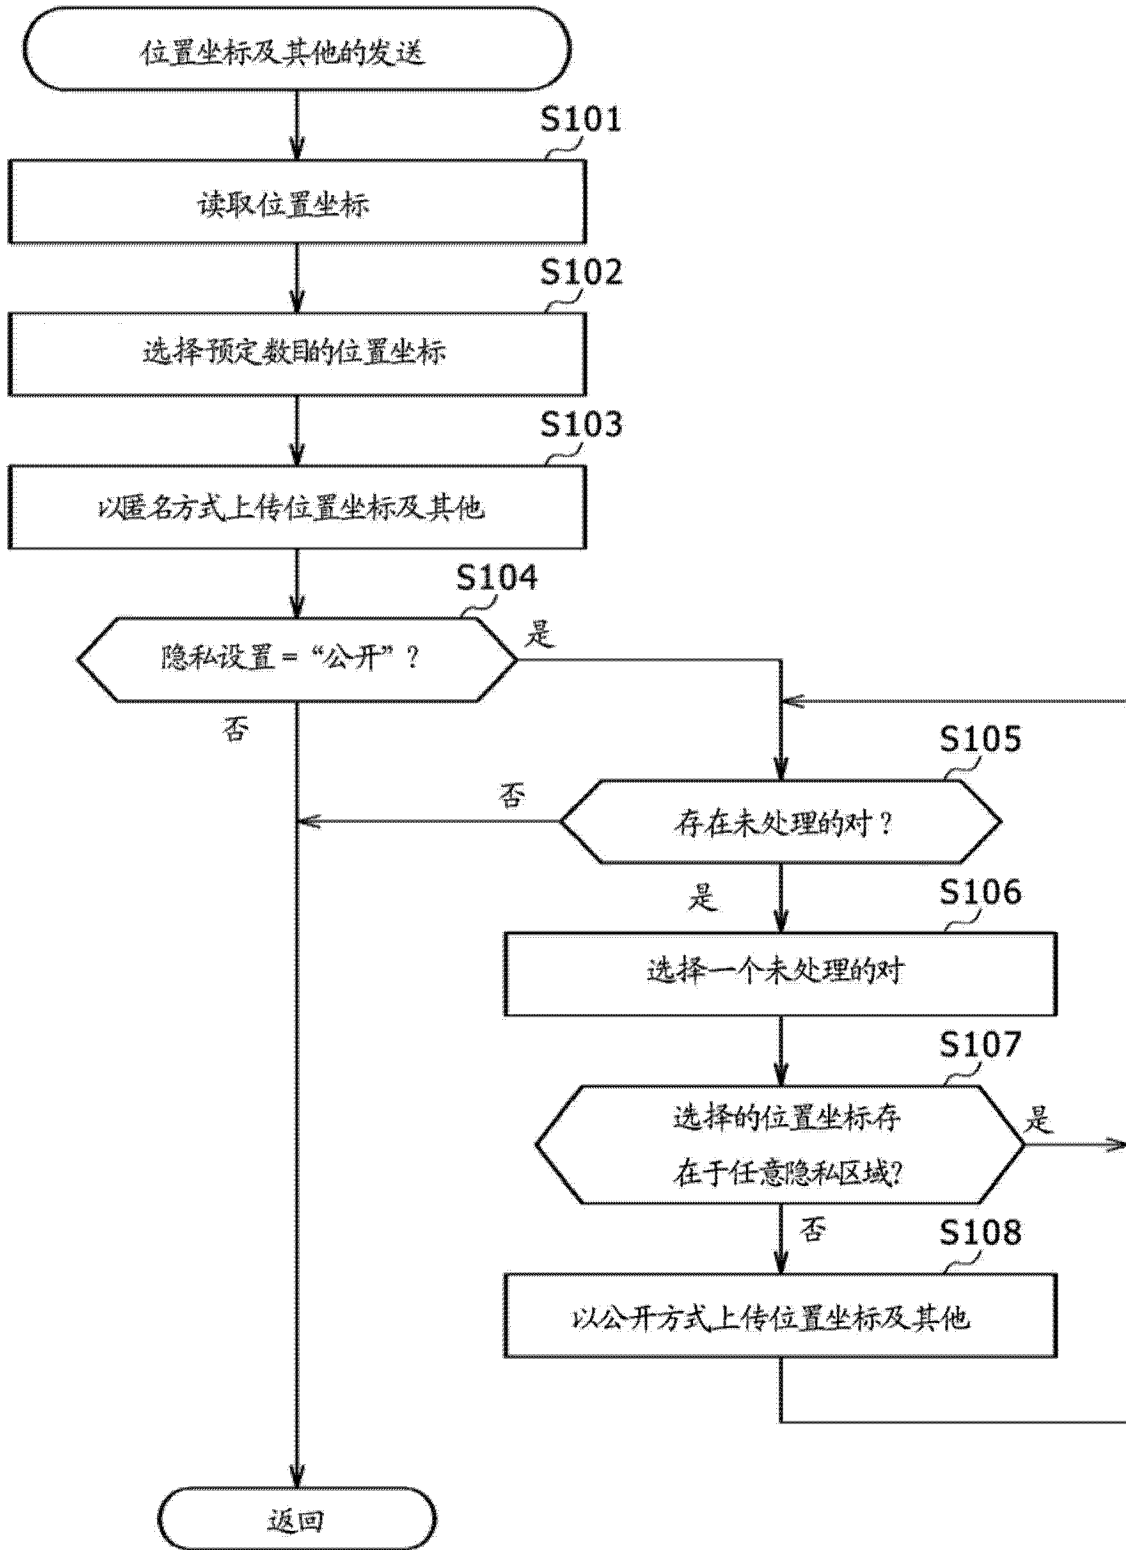 位置坐标及其他的发送
S101
读取位置坐标
S102
选择预定数目的位置坐标
S103
以匿名方式上传位置坐标及其他
S104
隐私设置=“公开”?
是
否
S105
存在未处理的对?
否
是
S106
选择一个未处理的对
S107
选择的位置坐标存
在于任意隐私区域?
是
否
S108
以公开方式上传位置坐标及其他
返回